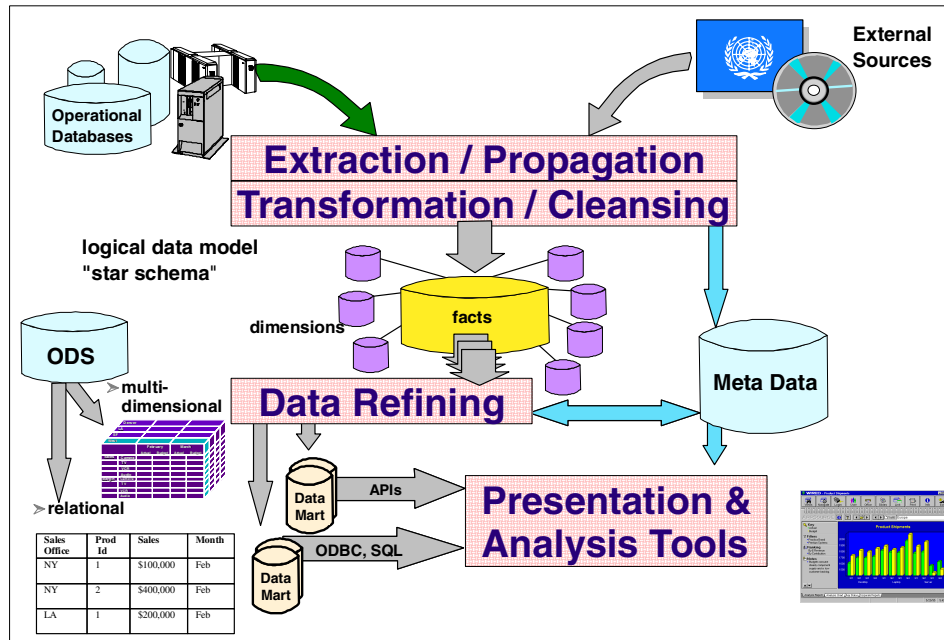 External
Sources
Operational
Databases
Extraction / Propagation
Transformation / Cleansing
logical data model
"star schema"
dimensions
facts
ODS
Meta Data
multi-
dimensional
Data Refining
relational
Data
Mart
APIs
Data
Mart
ODBC, SQL
Presentation &
Analysis Tools
Sales Office Prod Id Sales Month
NY 1 $100,000 Feb
NY 2 $400,000 Feb
LA 1 $200,000 Feb
February March
Product Shipments